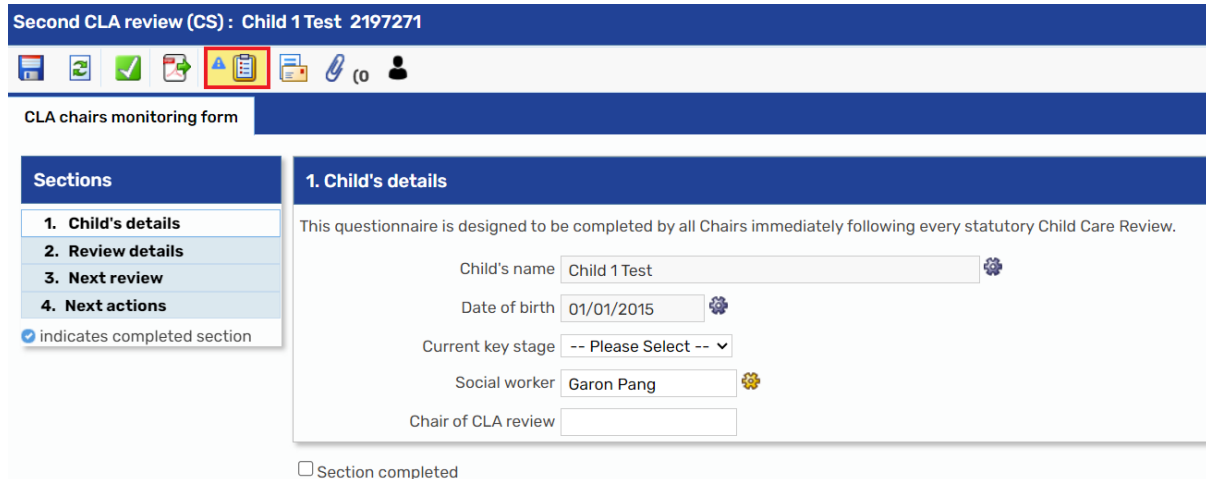 Second CLA review (CS) : Child 1 Test 2197271
(0
CLA chairs monitoring form
Sections
1. Child's details
2. Review details
3. Next review
4. Next actions
indicates completed section
1. Child's details
This questionnaire is designed to be completed by all Chairs immediately following every statutory Child Care Review.
Child's name Child 1 Test
Date of birth 01/01/2015
Current key stage -- Please Select --
Social worker Garon Pang
Chair of CLA review
Section completed